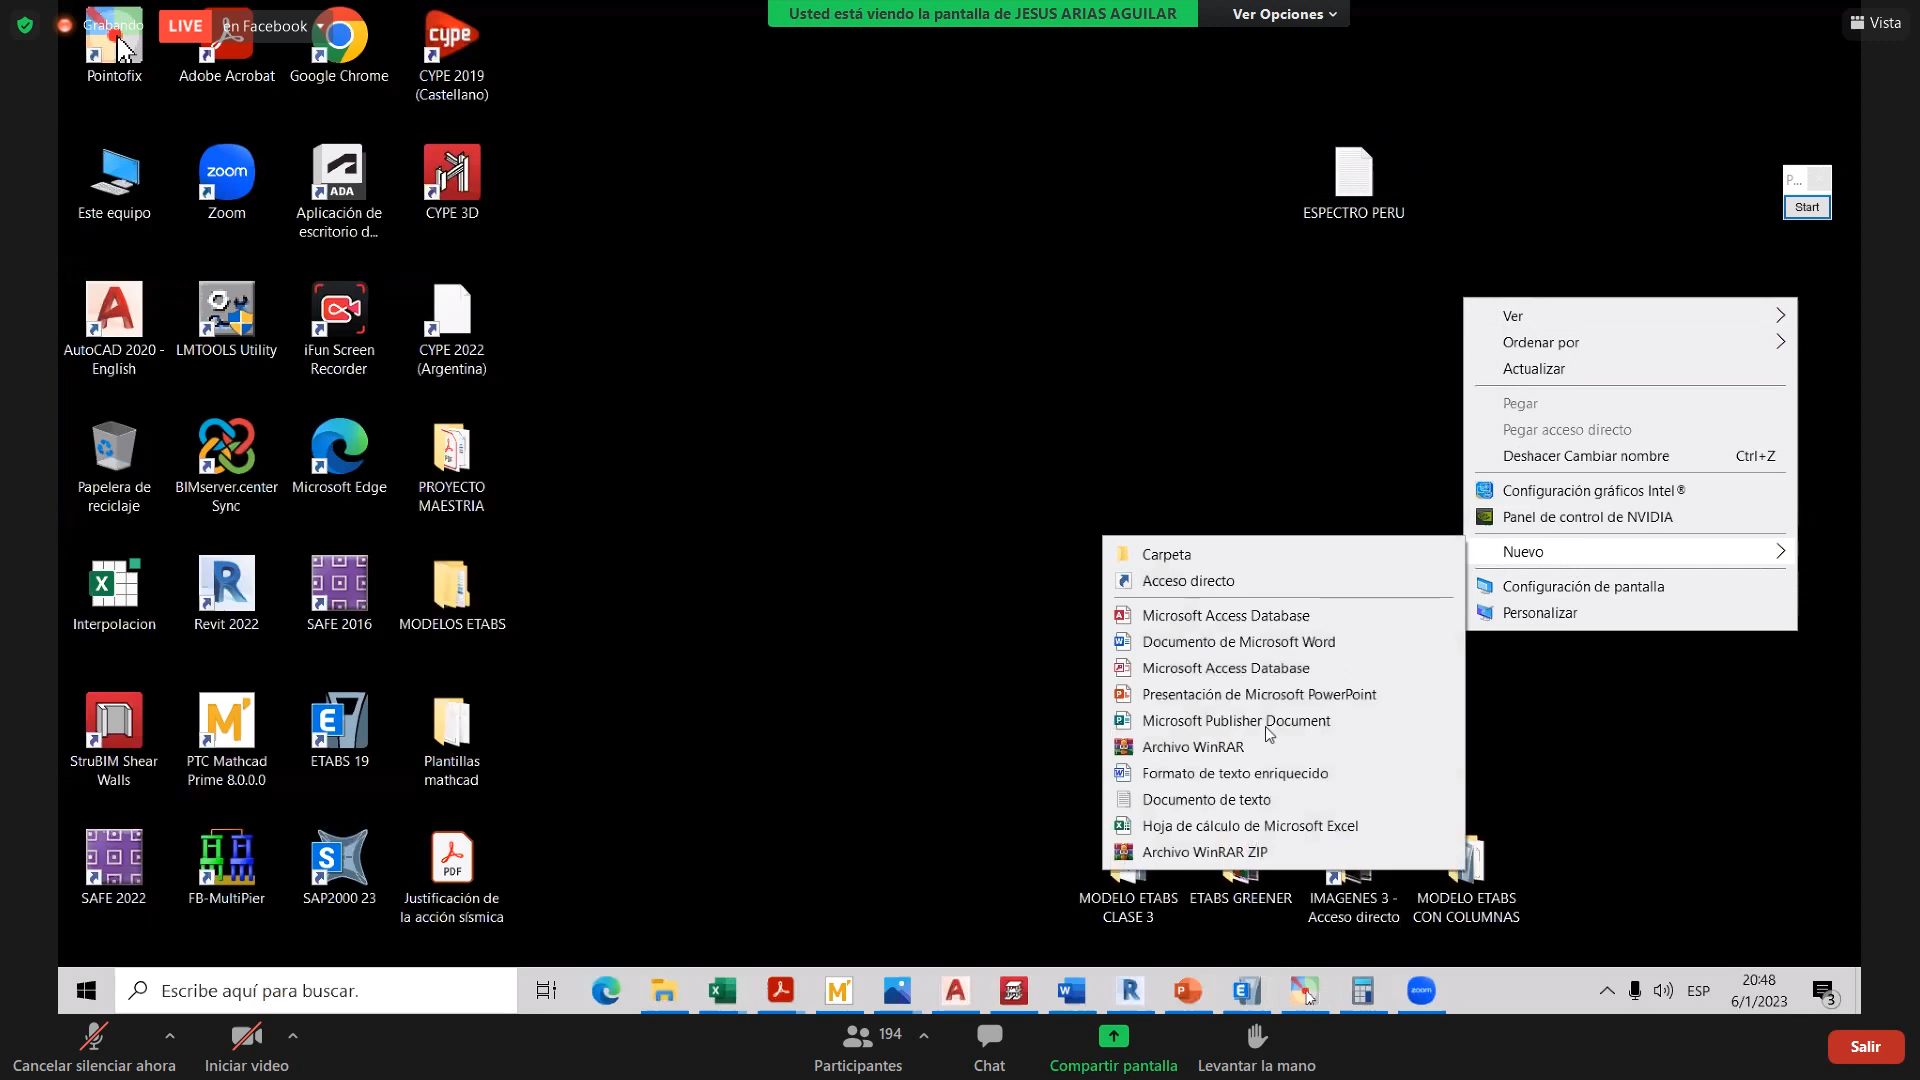 Grabando
LIVE
en Facebook
Usted está viendo la pantalla de JESUS ARIAS AGUILAR
Ver Opciones
Vista
Pointofix
Adobe Acrobat
Google Chrome
cype
CYPE 2019
(Castellano)
Este equipo
zoom
Zoom
ADA
Aplicación de
escritorio d...
CYPE 3D
ESPECTRO PERU
P...
Start
AutoCAD 2020 -
English
LMTOOLS Utility
iFun Screen
Recorder
CYPE 2022
(Argentina)
Papelera de
reciclaje
BIMserver.center
Sync
Microsoft Edge
PROYECTO
MAESTRIA
Interpolacion
Revit 2022
SAFE 2016
MODELOS ETABS
StruBIM Shear
Walls
PTC Mathcad
Prime 8.0.0.0
ETABS 19
Plantillas
mathcad
SAFE 2022
FB-MultiPier
SAP2000 23
PDF
Justificación de
la acción sísmica
Ver
Ordenar por
Actualizar
Pegar
Pegar acceso directo
Deshacer Cambiar nombre Ctrl+Z
Configuración gráficos Intel®
Panel de control de NVIDIA
Nuevo
Configuración de pantalla
Personalizar
Carpeta
Acceso directo
Microsoft Access Database
Documento de Microsoft Word
Microsoft Access Database
Presentación de Microsoft PowerPoint
Microsoft Publisher Document
Archivo WinRAR
Formato de texto enriquecido
Documento de texto
Hoja de cálculo de Microsoft Excel
Archivo WinRAR ZIP
MODELO ETABS
CLASE 3
ETABS GREENER
IMAGENES 3 -
Acceso directo
MODELO ETABS
CON COLUMNAS
Escribe aquí para buscar.
zoom
ESP
20:48
6/1/2023
3
Cancelar silenciar ahora
Iniciar video
194
Participantes
Chat
Compartir pantalla
Levantar la mano
Salir